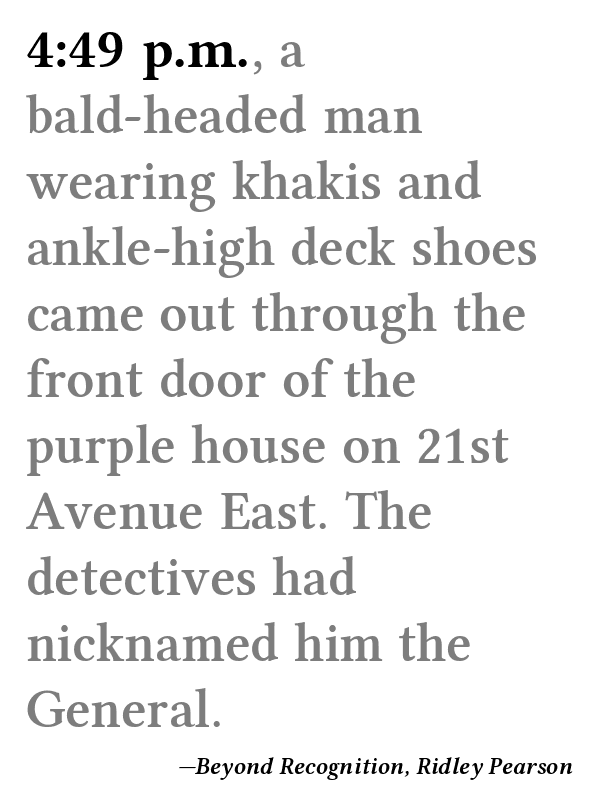 4:49 p.m., a
bald-headed man
wearing khakis and
ankle-high deck shoes
came out through the
front door of the
purple house on 21st
Avenue East. The
detectives had
nicknamed him the
General.
—Beyond Recognition, Ridley Pearson